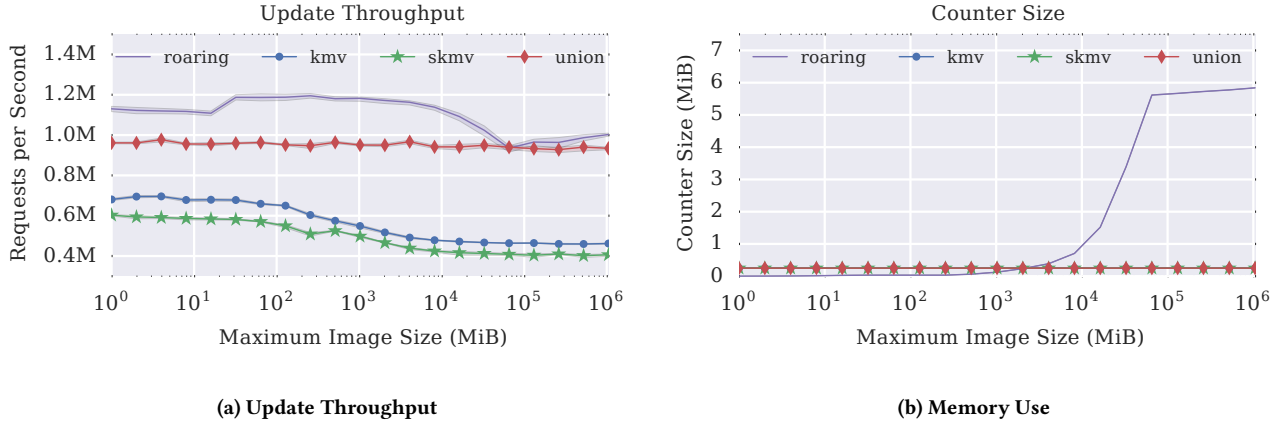 Update Throughput
roaring kmv skmv union
Requests per Second
1.4M
1.2M
1.0M
0.8M
0.6M
0.4M
10^0 10^1 10^2 10^3 10^4 10^5 10^6
Maximum Image Size (MiB)
(a) Update Throughput
Counter Size
roaring kmv skmv union
Counter Size (MiB)
7
6
5
4
3
2
1
0
10^0 10^1 10^2 10^3 10^4 10^5 10^6
Maximum Image Size (MiB)
(b) Memory Use